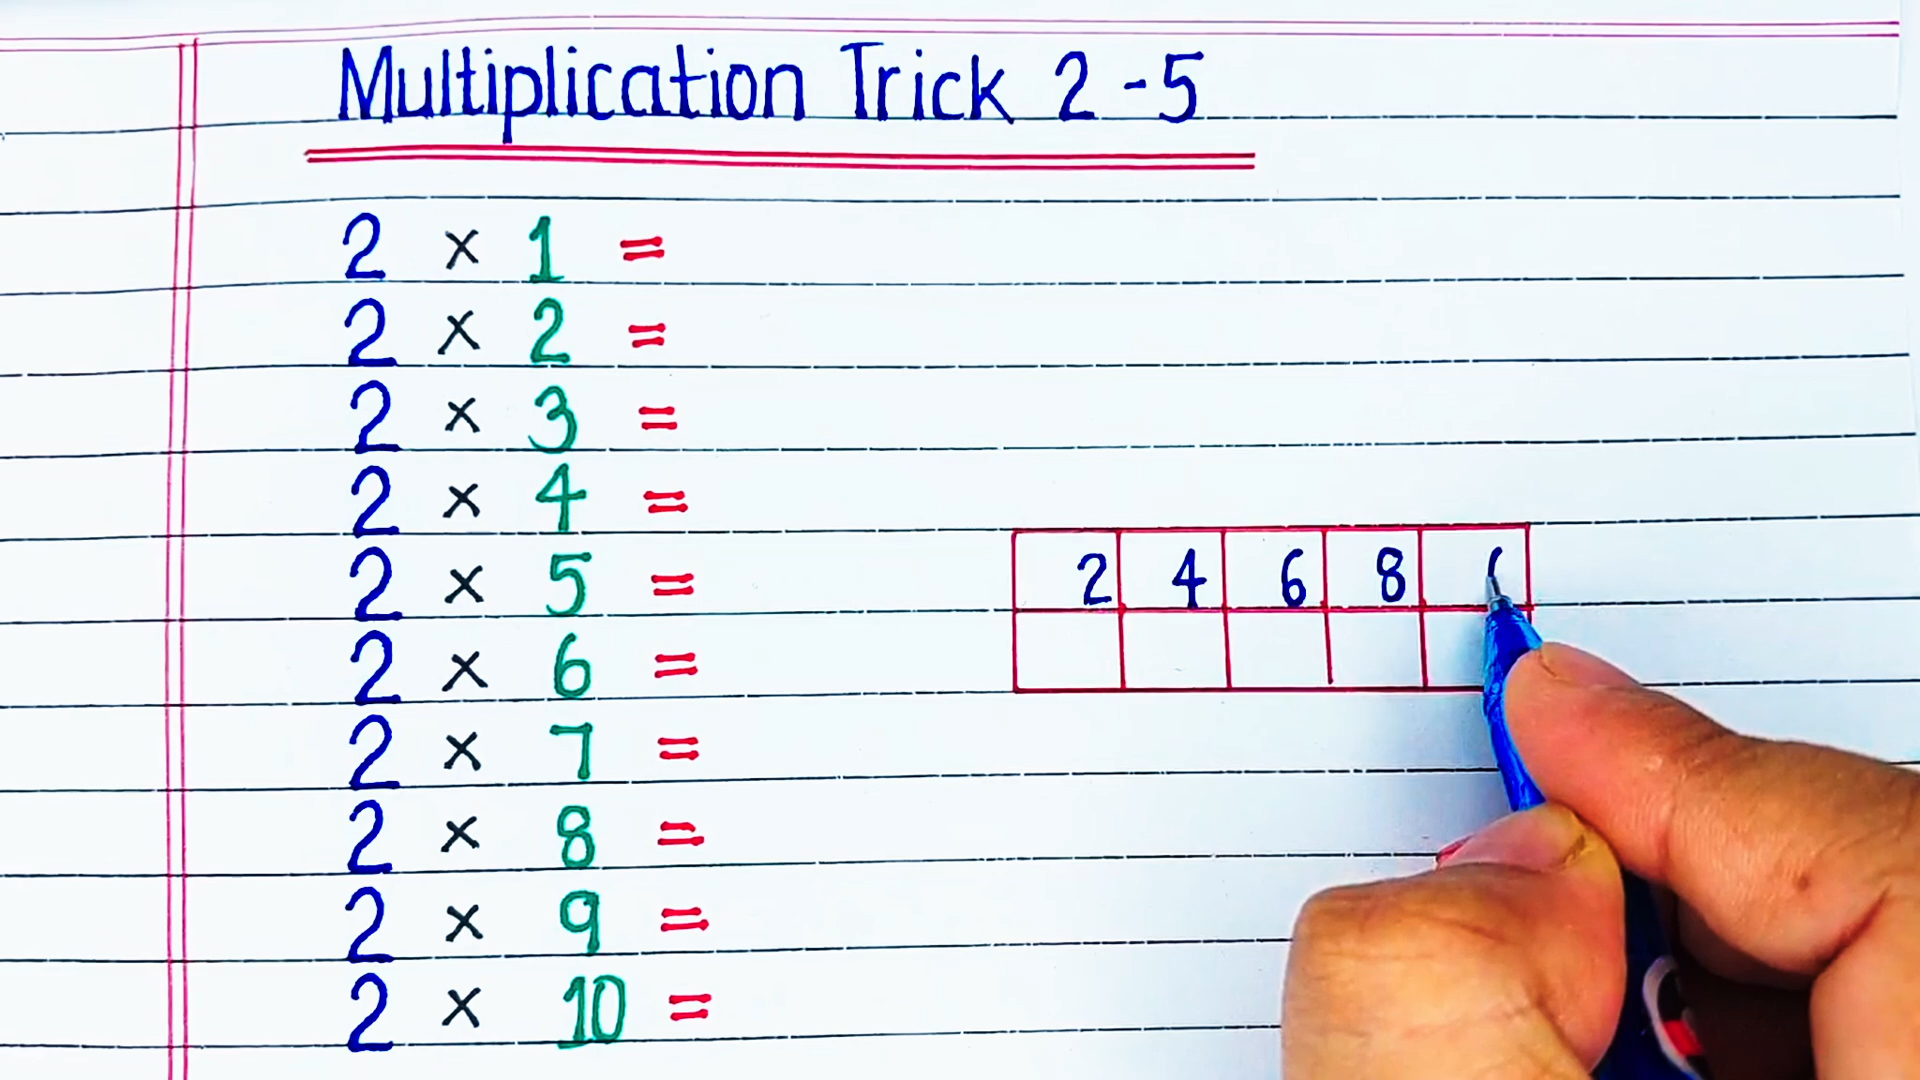 Multiplication Trick 2-5
2 × 1 =
2 × 2 =
2 × 3 =
2 × 4 =
2 × 5 =
2 4 6 8
2 × 6 =
2 × 7 =
2 × 8 =
2 × 9 =
2 × 10 =